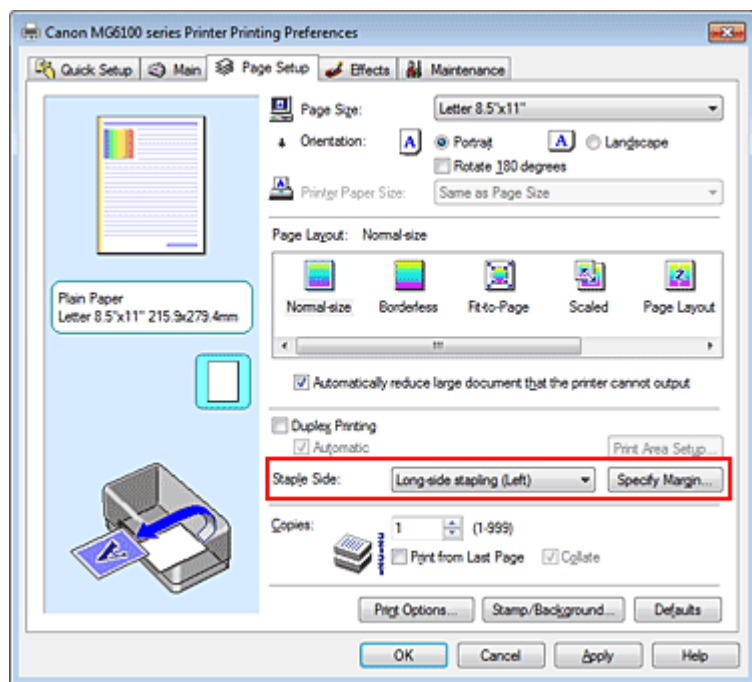 Canon MG6100 series Printer Printing Preferences
Quick Setup Main Page Setup Effects Maintenance
Page Size: Letter 8.5"x11"
Orientation: A Portrait A Landscape
Rotate 180 degrees
Printer Paper Size: Same as Page Size
Page Layout: Normal-size
Normal-size Borderless Fit-to-Page Scaled Page Layout
Plain Paper
Letter 8.5"x11" 215.9x279.4mm
Automatically reduce large document that the printer cannot output
Duplex Printing
Automatic Print Area Setup...
Staple Side: Long-side stapling (Left) Specify Margin...
Copies: 1 (1-999)
Print from Last Page Collate
Print Options... Stamp/Background... Defaults
OK Cancel Apply Help